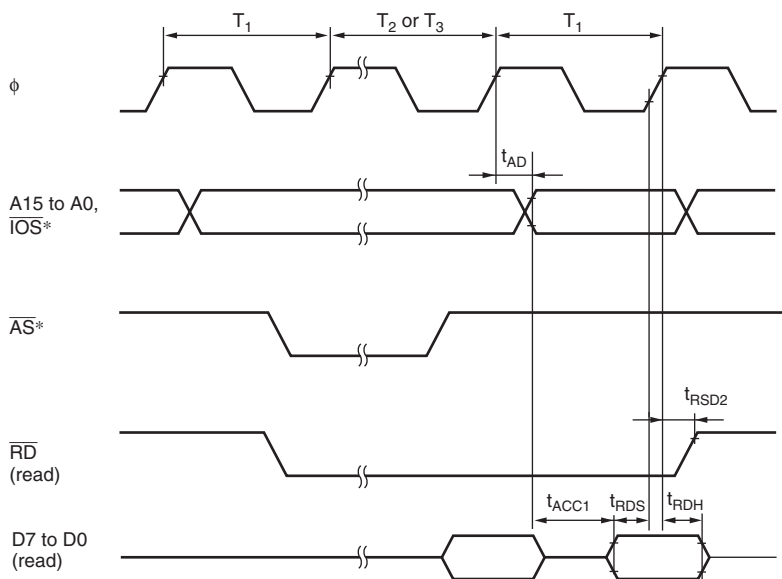 T1 T2 or T3 T1
ϕ
tAD
A15 to A0,
IOS*
AS*
tRSD2
RD
(read)
tACC1 tRDS tRDH
D7 to D0
(read)